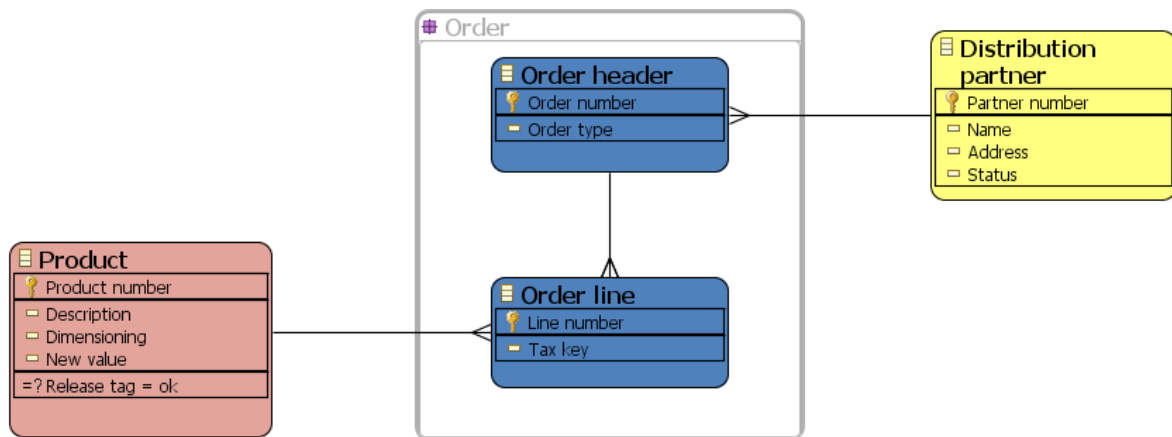 Order
Order header
Order number
Order type
Distribution
partner
Partner number
Name
Address
Status
Product
Product number
Description
Dimensioning
New value
=? Release tag = ok
Order line
Line number
Tax key